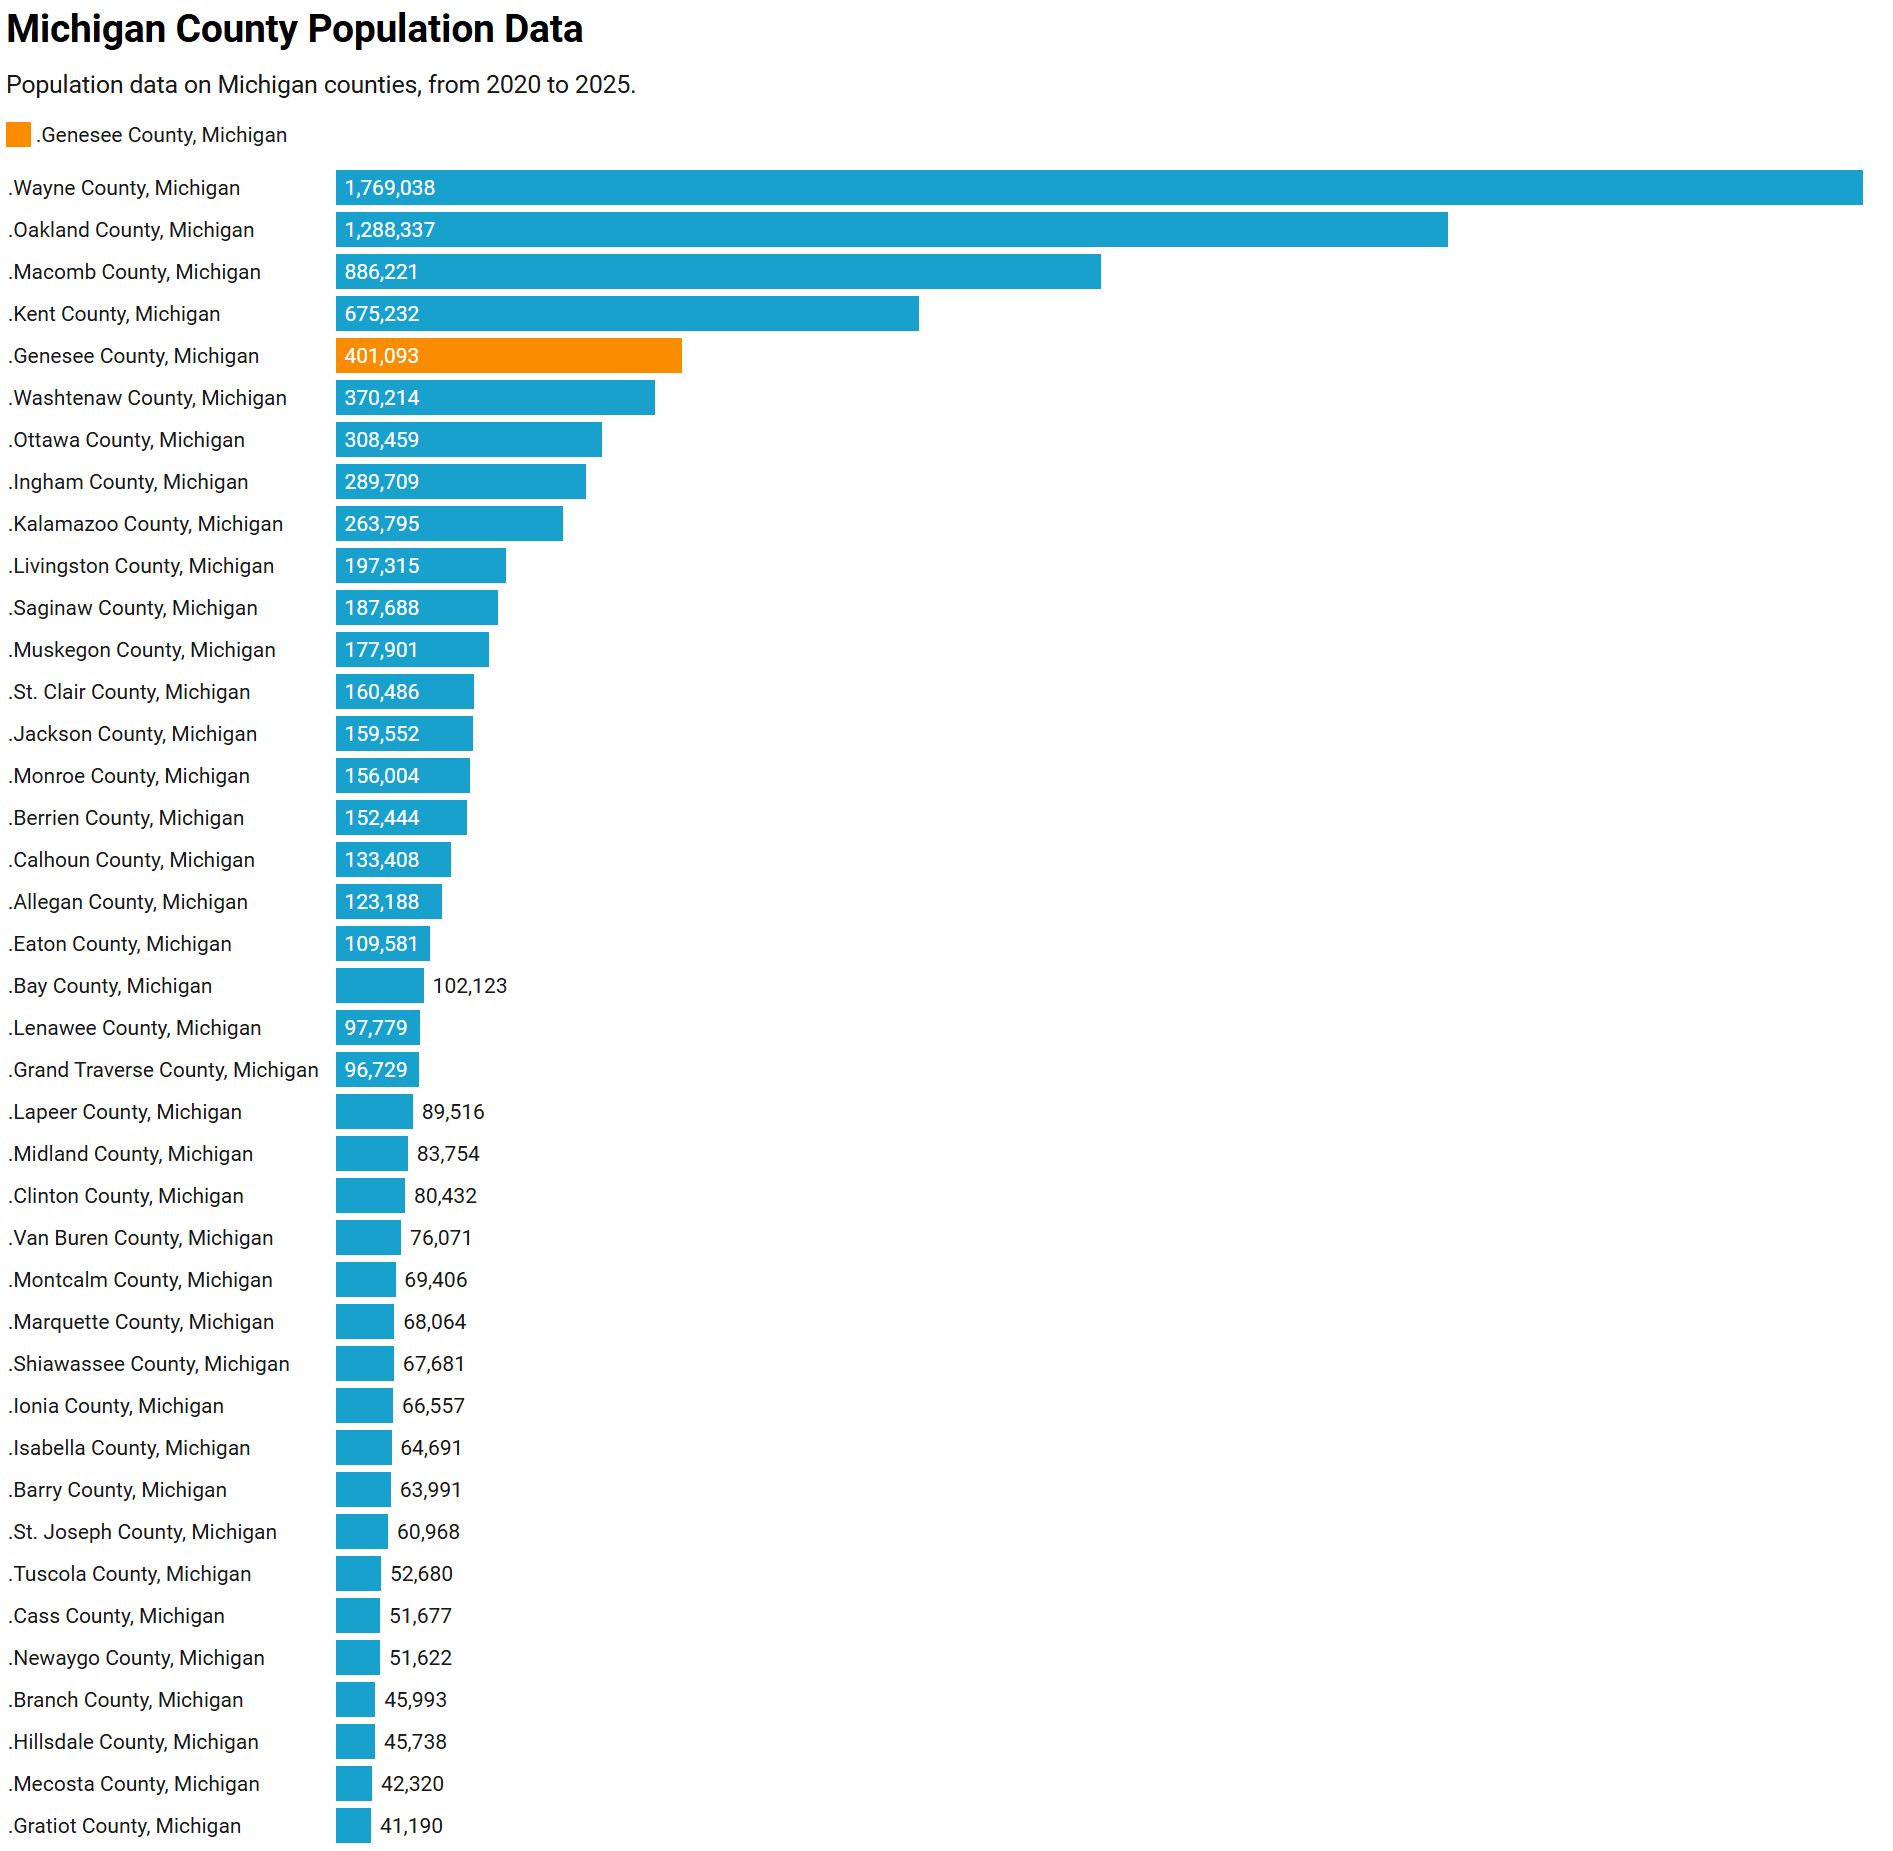 Michigan County Population Data
Population data on Michigan counties, from 2020 to 2025.
.Genesee County, Michigan
.Wayne County, Michigan 1,769,038
.Oakland County, Michigan 1,288,337
.Macomb County, Michigan 886,221
.Kent County, Michigan 675,232
.Genesee County, Michigan 401,093
.Washtenaw County, Michigan 370,214
.Ottawa County, Michigan 308,459
.Ingham County, Michigan 289,709
.Kalamazoo County, Michigan 263,795
.Livingston County, Michigan 197,315
.Saginaw County, Michigan 187,688
.Muskegon County, Michigan 177,901
.St. Clair County, Michigan 160,486
.Jackson County, Michigan 159,552
.Monroe County, Michigan 156,004
.Berrien County, Michigan 152,444
.Calhoun County, Michigan 133,408
.Allegan County, Michigan 123,188
.Eaton County, Michigan 109,581
.Bay County, Michigan 102,123
.Lenawee County, Michigan 97,779
.Grand Traverse County, Michigan 96,729
.Lapeer County, Michigan 89,516
.Midland County, Michigan 83,754
.Clinton County, Michigan 80,432
.Van Buren County, Michigan 76,071
.Montcalm County, Michigan 69,406
.Marquette County, Michigan 68,064
.Shiawassee County, Michigan 67,681
.Ionia County, Michigan 66,557
.Isabella County, Michigan 64,691
.Barry County, Michigan 63,991
.St. Joseph County, Michigan 60,968
.Tuscola County, Michigan 52,680
.Cass County, Michigan 51,677
.Newaygo County, Michigan 51,622
.Branch County, Michigan 45,993
.Hillsdale County, Michigan 45,738
.Mecosta County, Michigan 42,320
.Gratiot County, Michigan 41,190